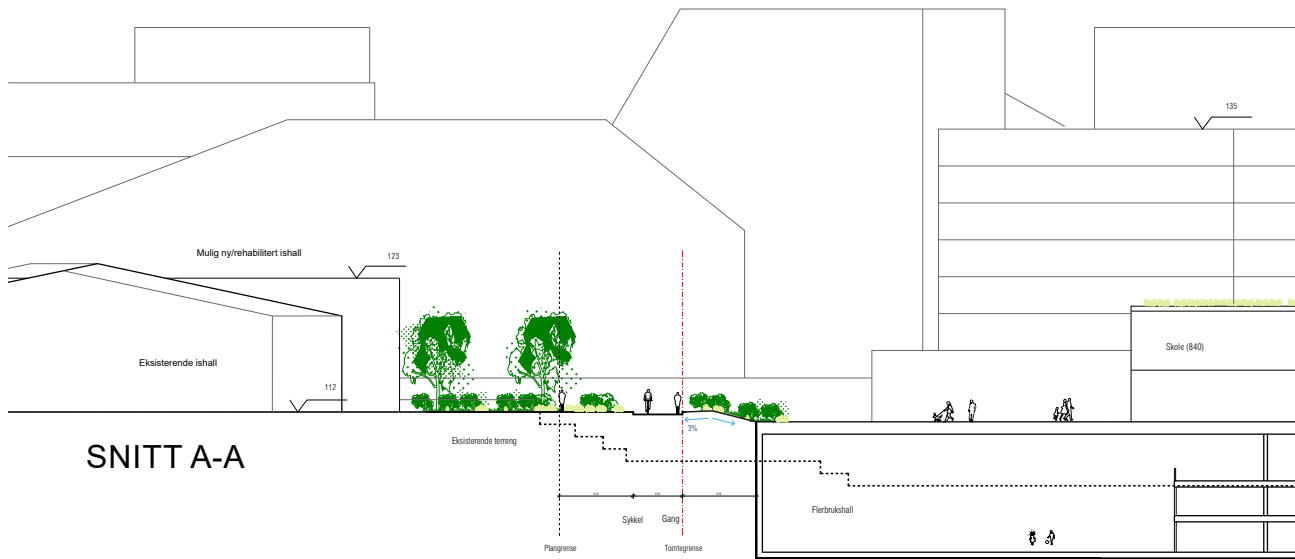 135
Mulig ny/rehabilitert ishall
123
Skole (840)
Eksisterende ishall
112
3%
Eksisterende terreng
SNITT A-A
Sykkel
Gang
Flerbrukshall
Plangrense
Tomtegrense